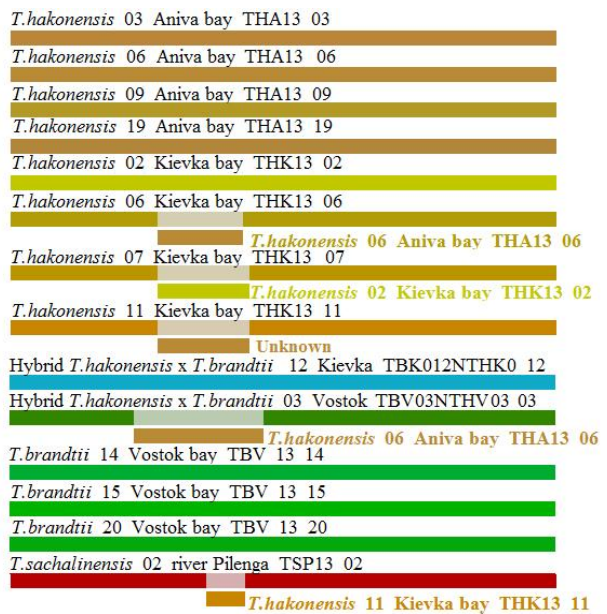 T.hakonensis 03 Aniva bay THA13 03
T.hakonensis 06 Aniva bay THA13 06
T.hakonensis 09 Aniva bay THA13 09
T.hakonensis 19 Aniva bay THA13 19
T.hakonensis 02 Kievka bay THK13 02
T.hakonensis 06 Kievka bay THK13 06
T.hakonensis 06 Aniva bay THA13 06
T.hakonensis 07 Kievka bay THK13 07
T.hakonensis 02 Kievka bay THK13 02
T.hakonensis 11 Kievka bay THK13 11
Unknown
Hybrid T.hakonensis x T.brandtii 12 Kievka TBK012NTHK0 12
Hybrid T.hakonensis x T.brandtii 03 Vostok TBV03NTHV03 03
T.hakonensis 06 Aniva bay THA13 06
T.brandtii 14 Vostok bay TBV 13 14
T.brandtii 15 Vostok bay TBV 13 15
T.brandtii 20 Vostok bay TBV 13 20
T.sachalinensis 02 river Pilenga TSP13 02
T.hakonensis 11 Kievka bay THK13 11